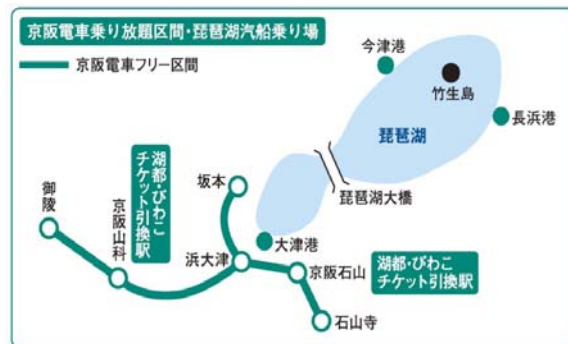 京阪電車乗り放題区間・琵琶湖汽船乗り場
京阪電車フリー区間
今津港
竹生島
長浜港
琵琶湖
琵琶湖大橋
坂本
湖都・びわこ
チケット引換駅
御陵
京阪山科
大津港
浜大津
京阪石山
湖都・びわこ
チケット引換駅
石山寺